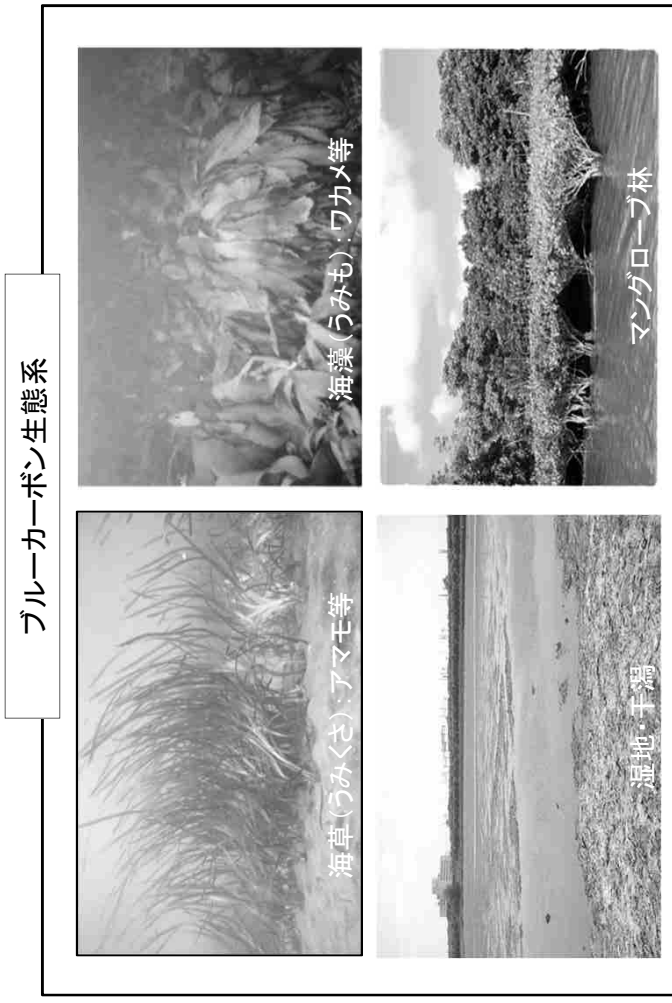 ブルーカーボン生態系
海草(うみくさ):アマモ等
海藻(うみも):ワカメ等
湿地・干潟
マングローブ林